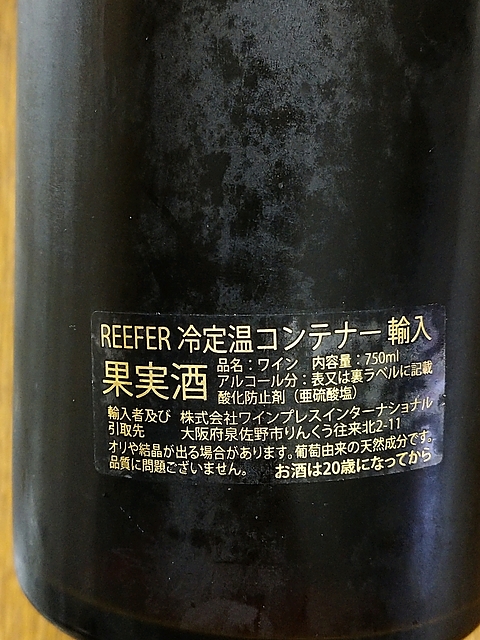 REEFER 冷定温コンテナー 輸入
果実酒
品名：ワイン 内容量：750ml
アルコール分：表又は裏ラベルに記載
酸化防止剤（亜硫酸塩）
輸入者及び 株式会社ワインプレスインターナショナル
引取先 大阪府泉佐野市りんくう往来北2-11
オリや結晶が出る場合があります。葡萄由来の天然成分です。
品質に問題ございません。 お酒は20歳になってから